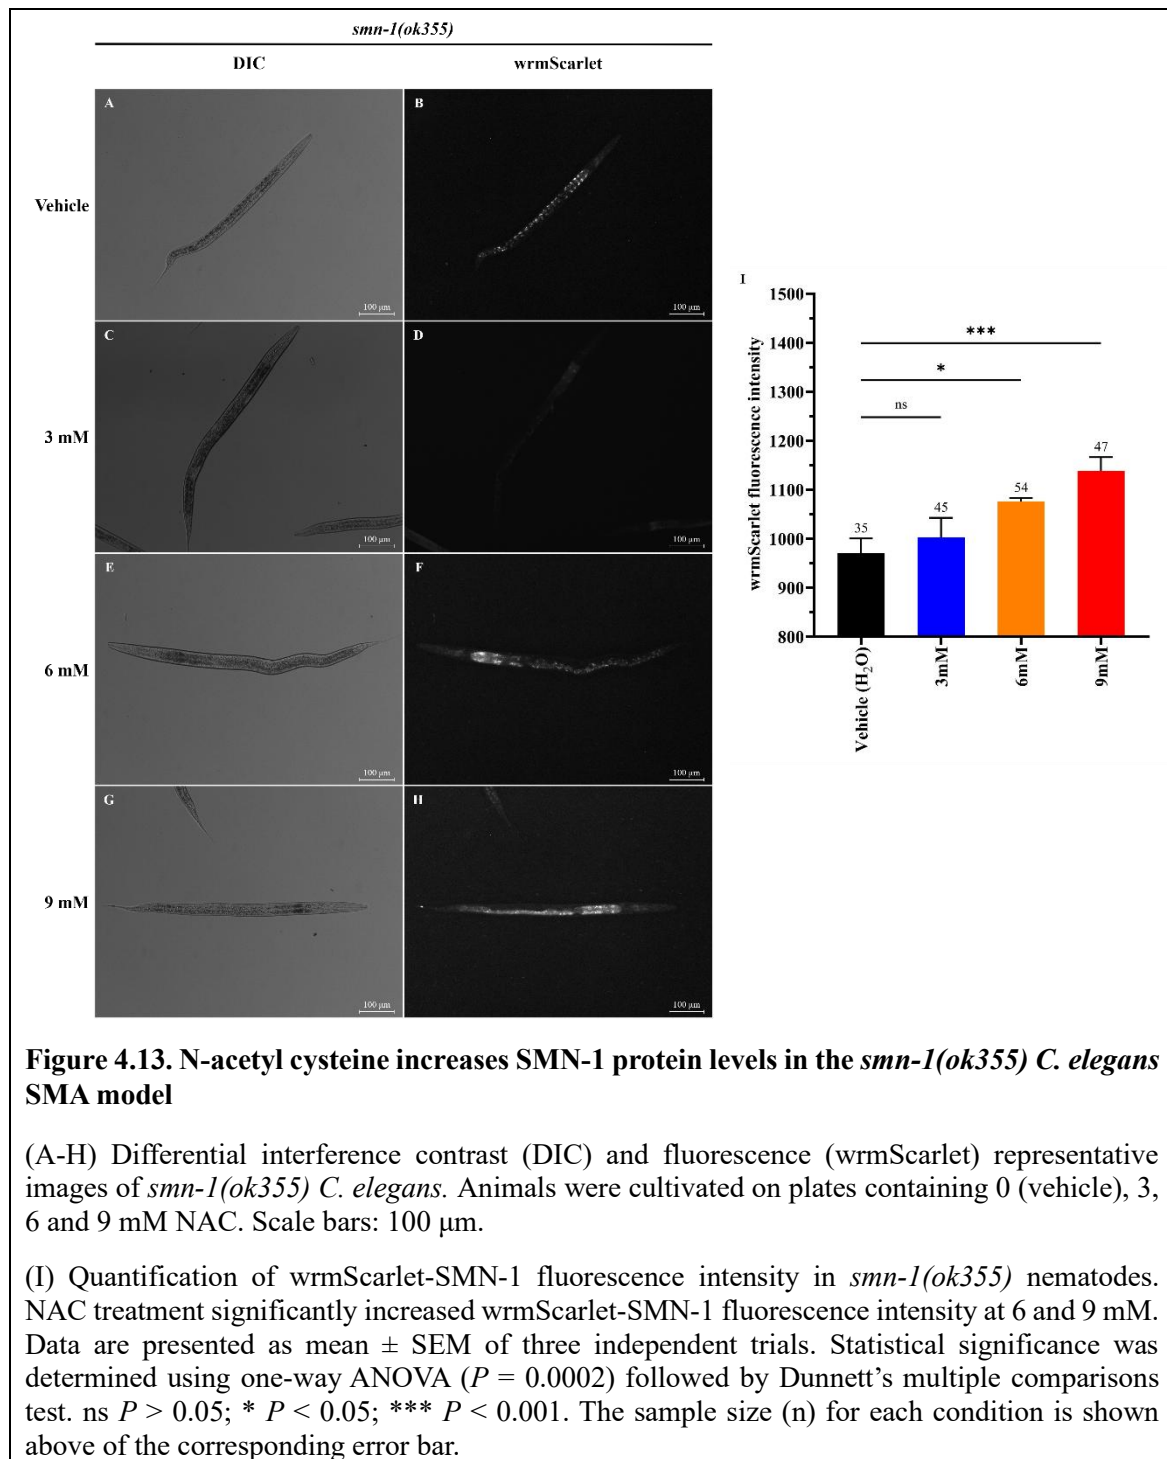 smn-1(ok355)
DIC wrmScarlet
A B
Vehicle
100 µm 100 µm
C D
3 mM
100 µm 100 µm
E F
6 mM
100 µm 100 µm
G H
9 mM
100 µm 100 µm
I
wrmScarlet fluorescence intensity
1500
1400
1300
1200
1100
1000
900
800
***
*
ns
35 45 54 47
Vehicle (H₂O) 3mM 6mM 9mM
Figure 4.13. N-acetyl cysteine increases SMN-1 protein levels in the smn-1(ok355) C. elegans
SMA model
(A-H) Differential interference contrast (DIC) and fluorescence (wrmScarlet) representative
images of smn-1(ok355) C. elegans. Animals were cultivated on plates containing 0 (vehicle), 3,
6 and 9 mM NAC. Scale bars: 100 µm.
(I) Quantification of wrmScarlet-SMN-1 fluorescence intensity in smn-1(ok355) nematodes.
NAC treatment significantly increased wrmScarlet-SMN-1 fluorescence intensity at 6 and 9 mM.
Data are presented as mean ± SEM of three independent trials. Statistical significance was
determined using one-way ANOVA (P = 0.0002) followed by Dunnett’s multiple comparisons
test. ns P > 0.05; * P < 0.05; *** P < 0.001. The sample size (n) for each condition is shown
above of the corresponding error bar.